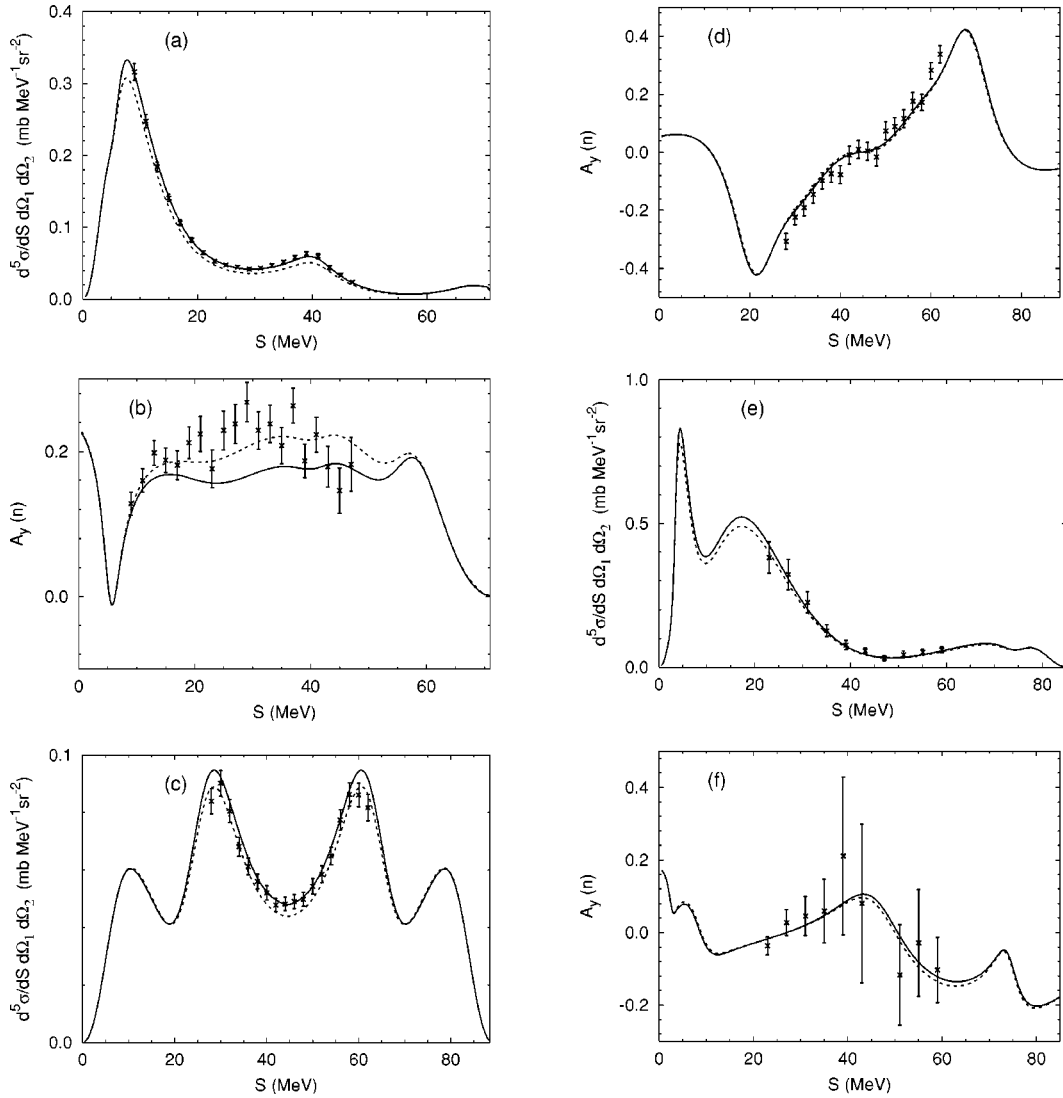 (a)
d⁵σ/dS dΩ₁ dΩ₂ (mb MeV⁻¹sr⁻²)
0.4
0.3
0.2
0.1
0.0
0 20 40 60
S (MeV)
(b)
A_y (n)
0.2
0.0
0 20 40 60
S (MeV)
(c)
d⁵σ/dS dΩ₁ dΩ₂ (mb MeV⁻¹sr⁻²)
0.1
0.0
0 20 40 60 80
S (MeV)
(d)
A_y (n)
0.4
0.2
0.0
-0.2
-0.4
0 20 40 60 80
S (MeV)
(e)
d⁵σ/dS dΩ₁ dΩ₂ (mb MeV⁻¹sr⁻²)
1.0
0.5
0.0
0 20 40 60 80
S (MeV)
(f)
A_y (n)
0.4
0.2
0.0
-0.2
0 20 40 60 80
S (MeV)